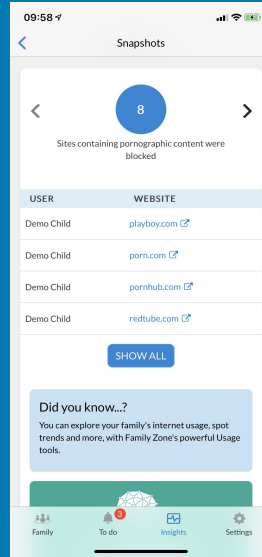 09:58
Snapshots
8
Sites containing pornographic content were
blocked
USER WEBSITE
Demo Child playboy.com
Demo Child porn.com
Demo Child pornhub.com
Demo Child redtube.com
SHOW ALL
Did you know...?
You can explore your family's internet usage, spot
trends and more, with Family Zone's powerful Usage
tools.
3
Family To do Insights Settings